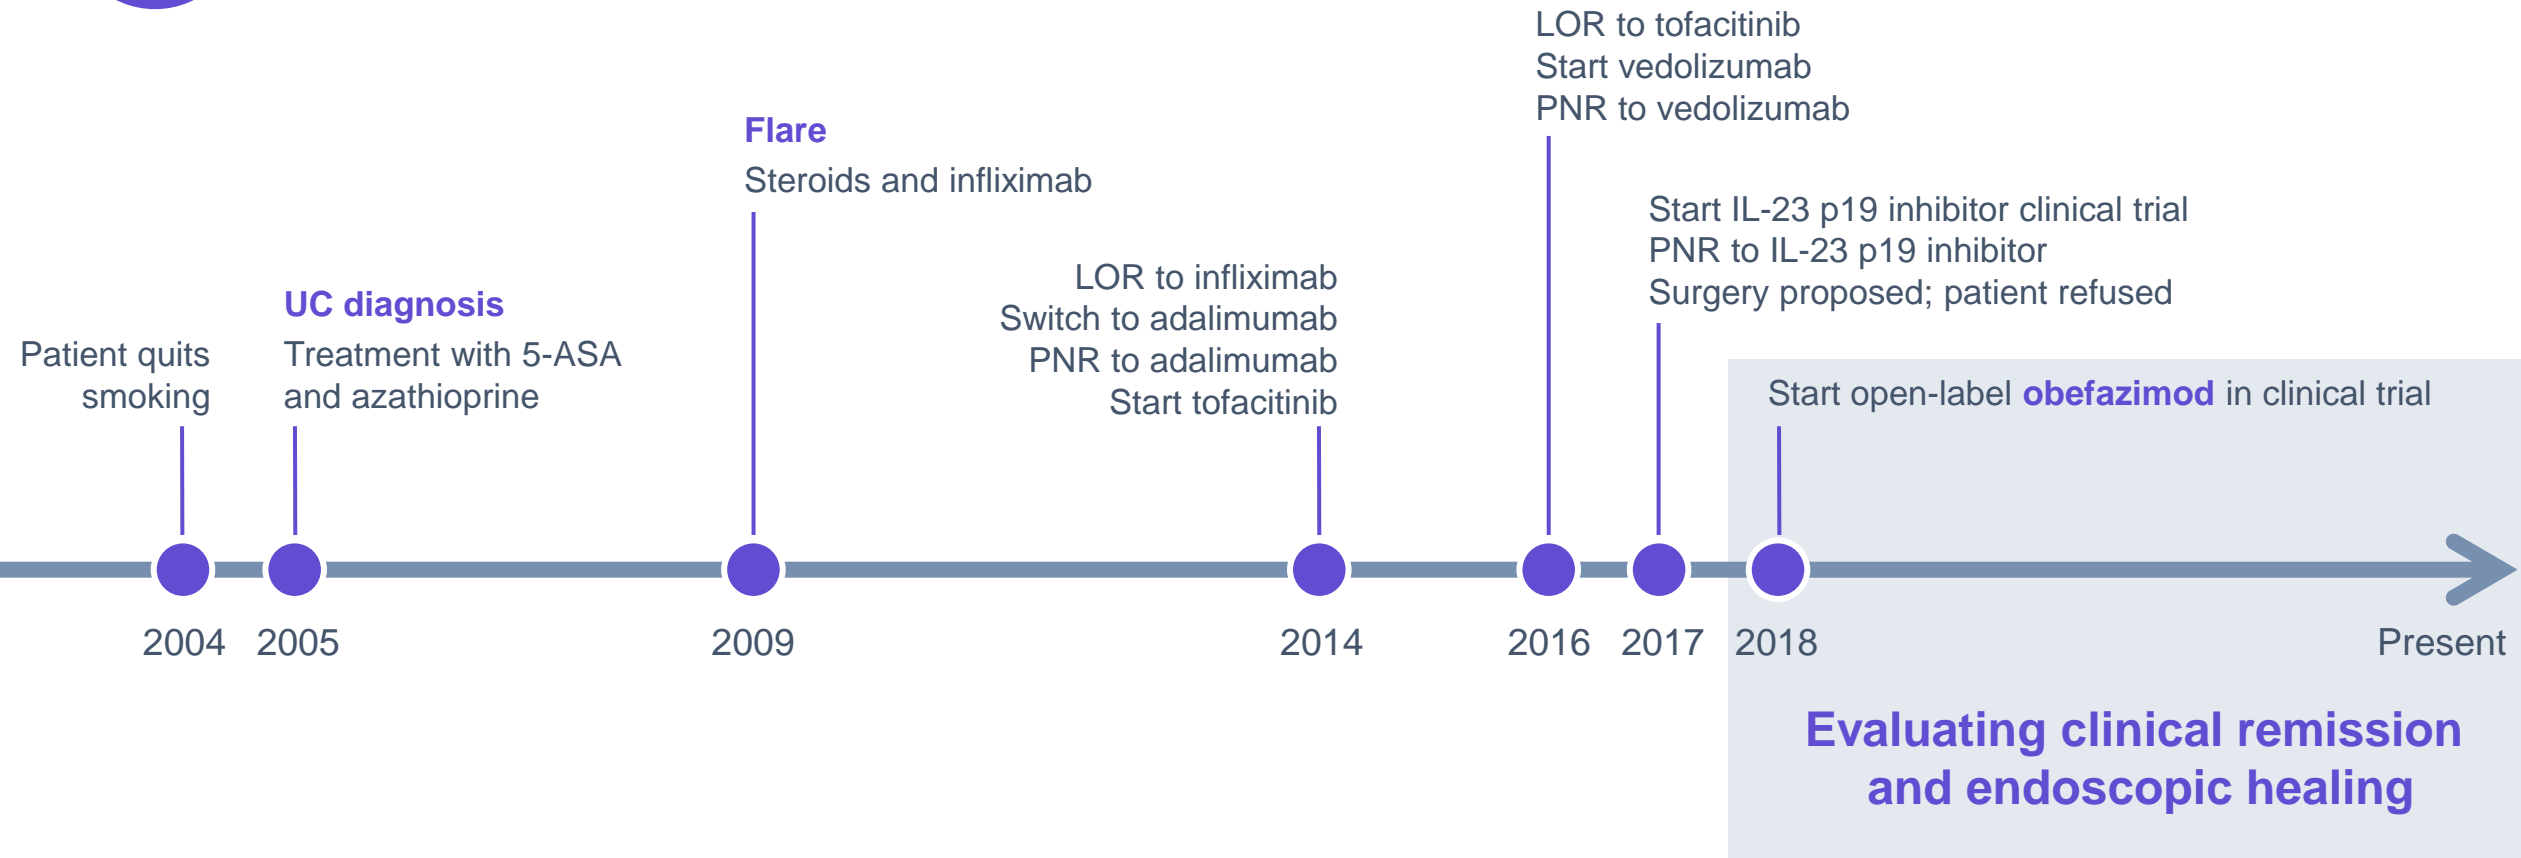 Patient quits
smoking
UC diagnosis
Treatment with 5-ASA
and azathioprine
Flare
Steroids and infliximab
LOR to infliximab
Switch to adalimumab
PNR to adalimumab
Start tofacitinib
LOR to tofacitinib
Start vedolizumab
PNR to vedolizumab
Start IL-23 p19 inhibitor clinical trial
PNR to IL-23 p19 inhibitor
Surgery proposed; patient refused
Start open-label obefazimod in clinical trial
2004 2005 2009 2014 2016 2017 2018 Present
Evaluating clinical remission
and endoscopic healing